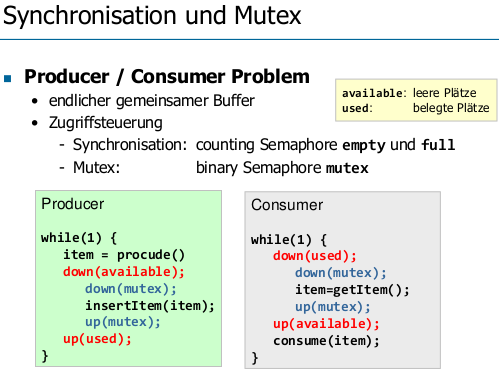 Synchronisation und Mutex
Producer / Consumer Problem
available: leere Plätze
used: belegte Plätze
• endlicher gemeinsamer Buffer
• Zugriffsteuerung
- Synchronisation: counting Semaphore empty und full
- Mutex: binary Semaphore mutex
Producer
while(1) {
item = procude()
down(available);
down(mutex);
insertItem(item);
up(mutex);
up(used);
}
Consumer
while(1) {
down(used);
down(mutex);
item=getItem();
up(mutex);
up(available);
consume(item);
}